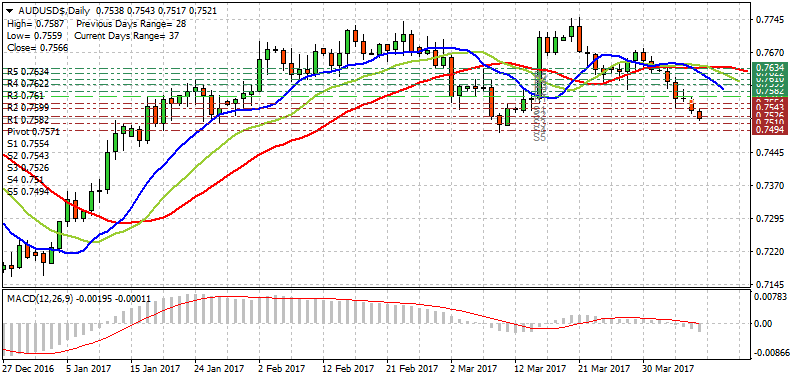 AUDUSD$,Daily 0.7538 0.7543 0.7517 0.7521
High= 0.7587 Previous Days Range= 28
Low= 0.7559 Current Days Range= 37
Close= 0.7566
R5 0.7634
R4 0.7622
R3 0.761
R2 0.7599
R1 0.7582
Pivot 0.7571
S1 0.7554
S2 0.7543
S3 0.7526
S4 0.751
S5 0.7494
0.7745
0.7670
0.7634
0.7582
0.7543
0.7526
0.7510
0.7494
0.7445
0.7370
0.7295
0.7220
0.7145
MACD(12,26,9) -0.00195 -0.00011
0.00783
0.00
-0.00866
27 Dec 2016 5 Jan 2017 15 Jan 2017 24 Jan 2017 2 Feb 2017 12 Feb 2017 21 Feb 2017 2 Mar 2017 12 Mar 2017 21 Mar 2017 30 Mar 2017